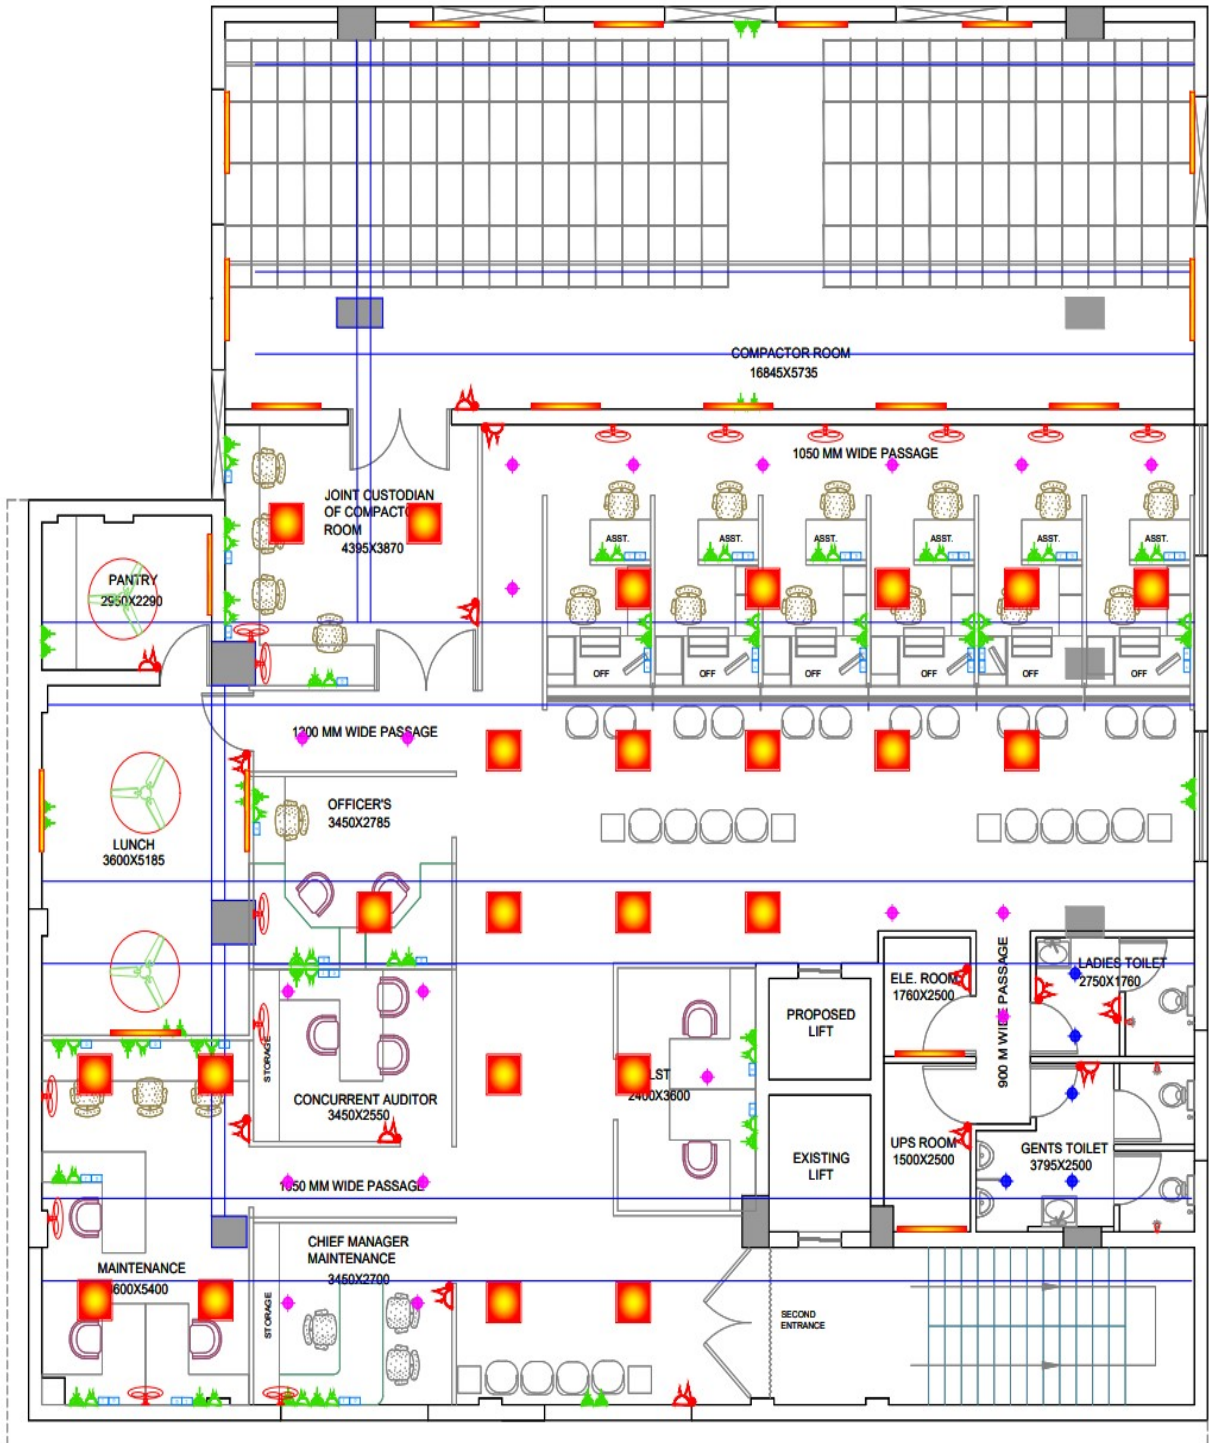 COMPACTOR ROOM
16845X5735
1050 MM WIDE PASSAGE
JOINT CUSTODIAN
OF COMPACTO
ROOM
4395X3870
ASST.
ASST.
ASST.
ASST.
ASST.
ASST.
PANTRY
2950X2290
OFF
OFF
OFF
OFF
OFF
OFF
1200 MM WIDE PASSAGE
OFFICER'S
3450X2785
LUNCH
3600X5185
ELE. ROOM
1760X2500
900 M WIDE PASSAGE
LADIES TOILET
2750X1760
PROPOSED
LIFT
STORAGE
CONCURRENT AUDITOR
3450X2550
LST
2400X3600
UPS ROOM
1500X2500
GENTS TOILET
3795X2500
EXISTING
LIFT
1050 MM WIDE PASSAGE
CHIEF MANAGER
MAINTENANCE
3450X2700
MAINTENANCE
600X5400
STORAGE
SECOND
ENTRANCE